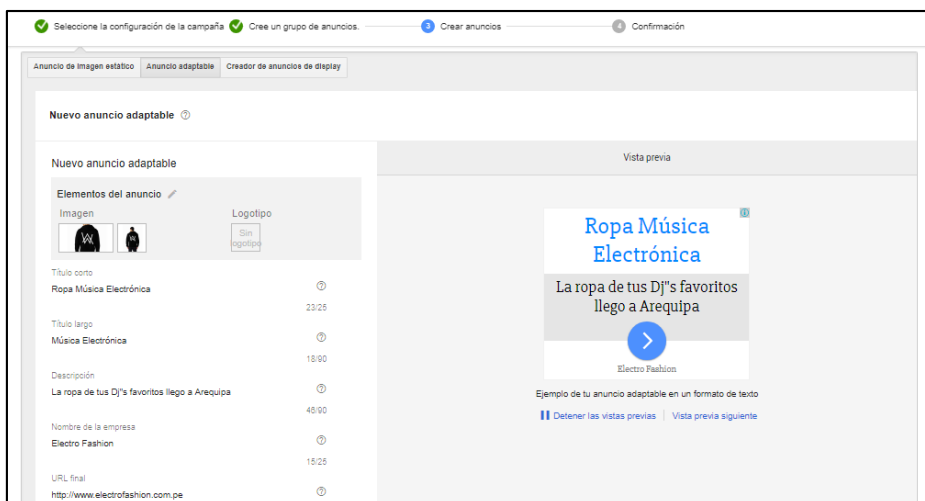 Seleccione la configuración de la campaña Cree un grupo de anuncios. 3 Crear anuncios 4 Confirmación
Anuncio de imagen estático Anuncio adaptable Creador de anuncios de display
Nuevo anuncio adaptable ?
Nuevo anuncio adaptable
Elementos del anuncio
Imagen Logotipo
Sin
logotipo
Título corto
Ropa Música Electrónica ?
23/25
Título largo
Música Electrónica ?
18/90
Descripción
La ropa de tus Dj"s favoritos llego a Arequipa ?
46/90
Nombre de la empresa
Electro Fashion ?
15/25
URL final
http://www.electrofashion.com.pe ?
Vista previa
Ropa Música
Electrónica
La ropa de tus Dj"s favoritos
llego a Arequipa
Electro Fashion
Ejemplo de tu anuncio adaptable en un formato de texto
Detener las vistas previas Vista previa siguiente